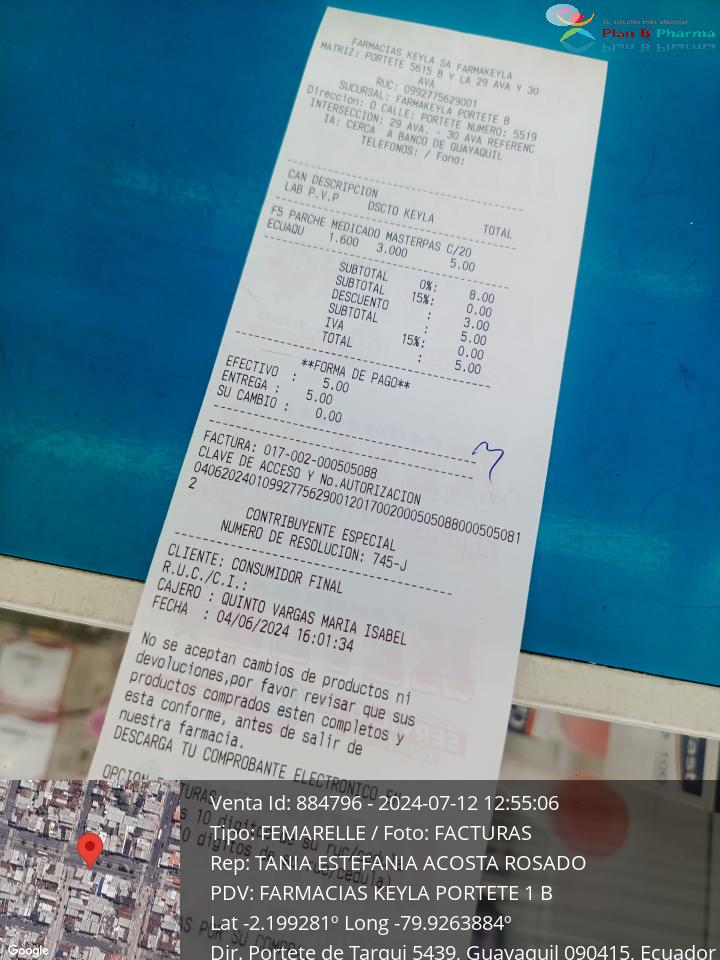 Su solución más efectiva!
Plan B Pharma
FARMACIAS KEYLA SA FARMAKEYLA
MATRIZ: PORTETE 5615 B Y LA 29 AVA Y 30
AVA
RUC: 0992775629001
SUCURSAL: FARMAKEYLA PORTETE B
Direccion: O CALLE: PORTETE NUMERO: 5519
INTERSECCION: 29 AVA. - 30 AVA REFERENC
IA: CERCA A BANCO DE GUAYAQUIL
TELEFONOS: / Fono:
CAN DESCRIPCION
LAB P.V.P DSCTO KEYLA TOTAL
F5 PARCHE MEDICADO MASTERPAS C/20
ECUAQU 1.600 3.000 5.00
SUBTOTAL 0%: 8.00
SUBTOTAL 15%: 0.00
DESCUENTO : 3.00
SUBTOTAL : 5.00
IVA 15%: 0.00
TOTAL : 5.00
**FORMA DE PAGO**
EFECTIVO : 5.00
ENTREGA : 5.00
SU CAMBIO : 0.00
FACTURA: 017-002-000505088
CLAVE DE ACCESO Y No.AUTORIZACION
040620240109927756290012017002000505088000505081
2
CONTRIBUYENTE ESPECIAL
NUMERO DE RESOLUCION: 745-J
CLIENTE: CONSUMIDOR FINAL
R.U.C./C.I.:
CAJERO : QUINTO VARGAS MARIA ISABEL
FECHA : 04/06/2024 16:01:34
No se aceptan cambios de productos ni
devoluciones,por favor revisar que sus
productos comprados esten completos y
esta conforme, antes de salir de
nuestra farmacia.
DESCARGA TU COMPROBANTE ELECTRONICO EN
Venta Id: 884796 - 2024-07-12 12:55:06
Tipo: FEMARELLE / Foto: FACTURAS
Rep: TANIA ESTEFANIA ACOSTA ROSADO
PDV: FARMACIAS KEYLA PORTETE 1 B
Lat -2.199281º Long -79.9263884º
Dir. Portete de Tarqui 5439, Guayaquil 090415, Ecuador
Google